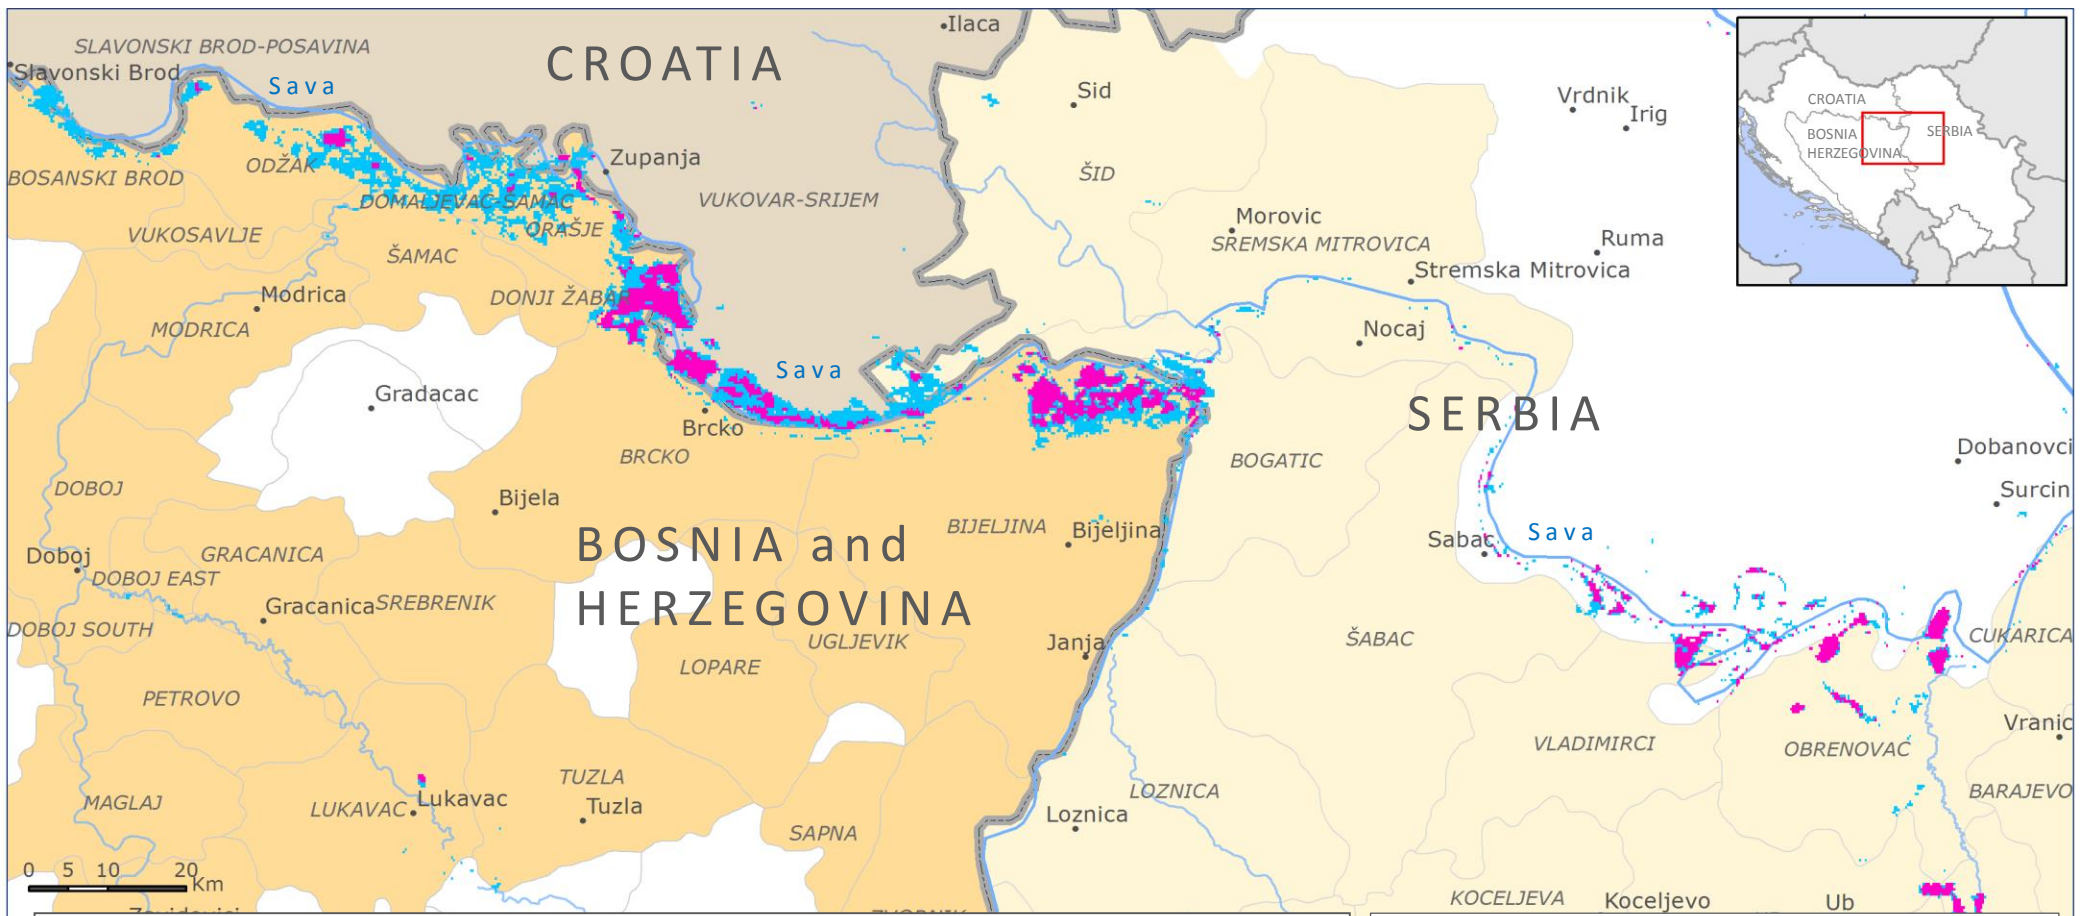 Ilaca
SLAVONSKI BROD-POSAVINA
CROATIA
Slavonski Brod
Sava
Sid
Vrdnik
Irig
CROATIA
BOSNIA
HERZEGOVINA
SERBIA
ODŽAK
Zupanja
BOSANSKI BROD
ŠID
DOMALJEVAC-SAMAC
VUKOVAR-SRIJEM
Morovic
VUKOSAVLJE
ORAŠJE
SREMSKA MITROVICA
Ruma
ŠAMAC
Stremska Mitrovica
Modrica
DONJI ŽABAR
MODRICA
Nocaj
Sava
Gradacac
SERBIA
Brcko
BRCKO
BOGATIC
Dobanovci
DOBOJ
Surcin
Bijela
BIJELJINA
Bijeljina
BOSNIA and
HERZEGOVINA
Sabac
Sava
Doboj
GRACANICA
DOBOJ EAST
Gracanica
SREBRENIK
DOBOJ SOUTH
UGLJEVIK
Janja
ŠABAC
CUKARICA
LOPARE
PETROVO
Vranic
VLADIMIRCI
OBRENOVAC
TUZLA
LOZNICA
BARAJEVO
MAGLAJ
LUKAVAC
Lukavac
Tuzla
Loznica
SAPNA
0 5 10 20
Km
KOCELJEVA
Koceljevo
Ub